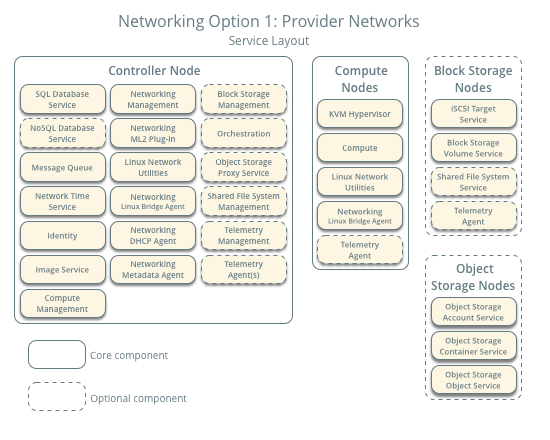 Networking Option 1: Provider Networks
Service Layout
Controller Node
SQL Database
Service
Networking
Management
Block Storage
Management
NoSQL Database
Service
Networking
ML2 Plug-in
Orchestration
Message Queue
Linux Network
Utilities
Object Storage
Proxy Service
Network Time
Service
Networking
Linux Bridge Agent
Shared File System
Management
Identity
Networking
DHCP Agent
Telemetry
Management
Image Service
Networking
Metadata Agent
Telemetry
Agent(s)
Compute
Management
Compute
Nodes
KVM Hypervisor
Compute
Linux Network
Utilities
Networking
Linux Bridge Agent
Telemetry
Agent
Block Storage
Nodes
iSCSI Target
Service
Block Storage
Volume Service
Shared File System
Service
Telemetry
Agent
Object
Storage Nodes
Object Storage
Account Service
Object Storage
Container Service
Object Storage
Object Service
Core component
Optional component